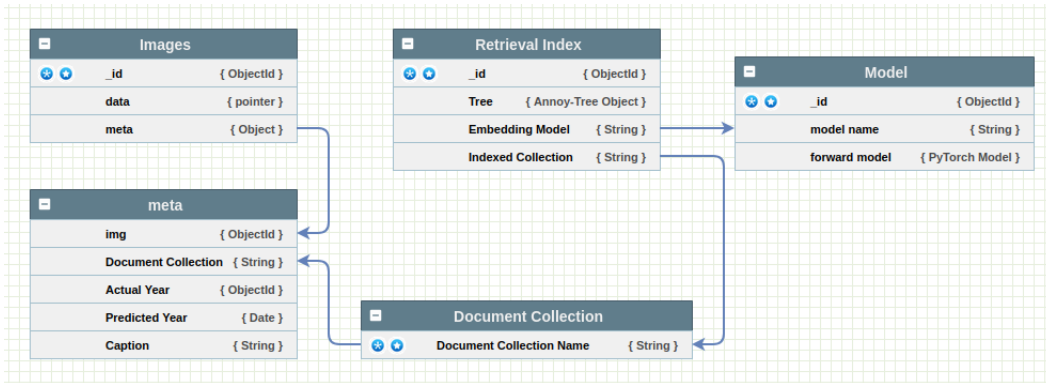 Images
_id { ObjectId }
data { pointer }
meta { Object }
Retrieval Index
_id { ObjectId }
Tree { Annoy-Tree Object }
Embedding Model { String }
Indexed Collection { String }
Model
_id { ObjectId }
model name { String }
forward model { PyTorch Model }
meta
img { ObjectId }
Document Collection { String }
Actual Year { ObjectId }
Predicted Year { Date }
Caption { String }
Document Collection
Document Collection Name { String }